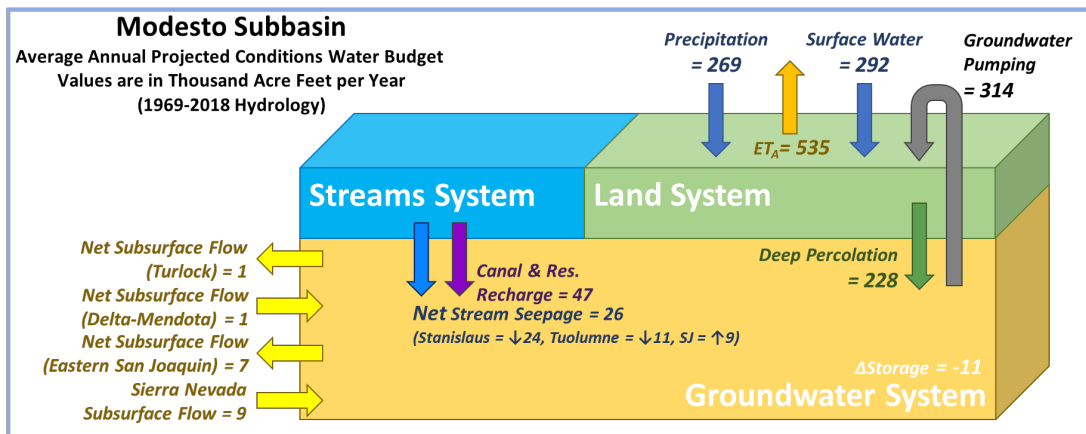 Modesto Subbasin
Average Annual Projected Conditions Water Budget
Values are in Thousand Acre Feet per Year
(1969-2018 Hydrology)
Precipitation
= 269
Surface Water
= 292
Groundwater
Pumping
= 314
ETA= 535
Streams System
Land System
Net Subsurface Flow
(Turlock) = 1
Net Subsurface Flow
(Delta-Mendota) = 1
Net Subsurface Flow
(Eastern San Joaquin) = 7
Sierra Nevada
Subsurface Flow = 9
Canal & Res.
Recharge = 47
Net Stream Seepage = 26
(Stanislaus = ↓24, Tuolumne = ↓11, SJ = ↑9)
Deep Percolation
= 228
ΔStorage = -11
Groundwater System